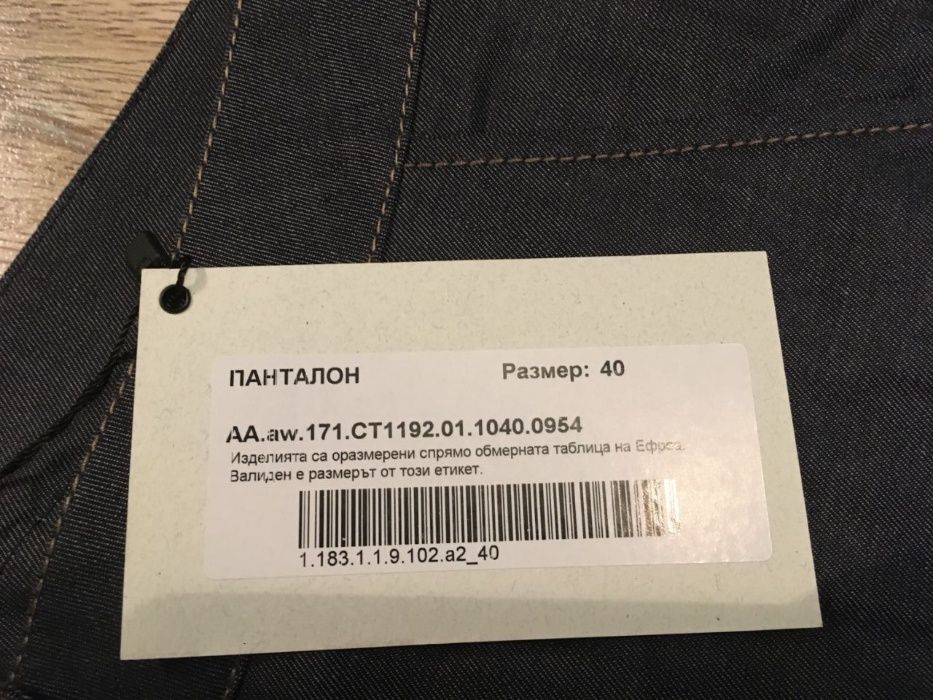 ПАНТАЛОН Размер: 40
AA.aw.171.CT1192.01.1040.0954
Изделията са оразмерени спрямо обмерната таблица на Ефреа.
Валиден е размерът от този етикет.
1.183.1.1.9.102.a2_40